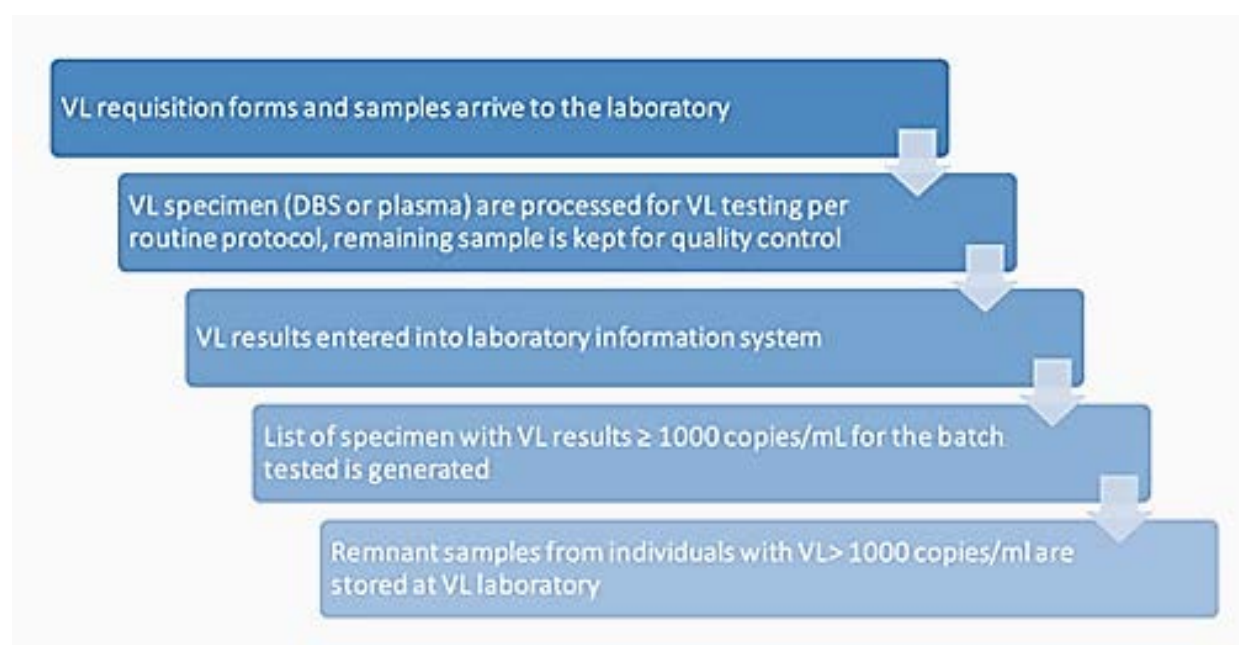 VL requisition forms and samples arrive to the laboratory
VL specimen (DBS or plasma) are processed for VL testing per
routine protocol, remaining sample is kept for quality control
VL results entered into laboratory information system
List of specimen with VL results ≥ 1000 copies/mL for the batch
tested is generated
Remnant samples from individuals with VL> 1000 copies/ml are
stored at VL laboratory